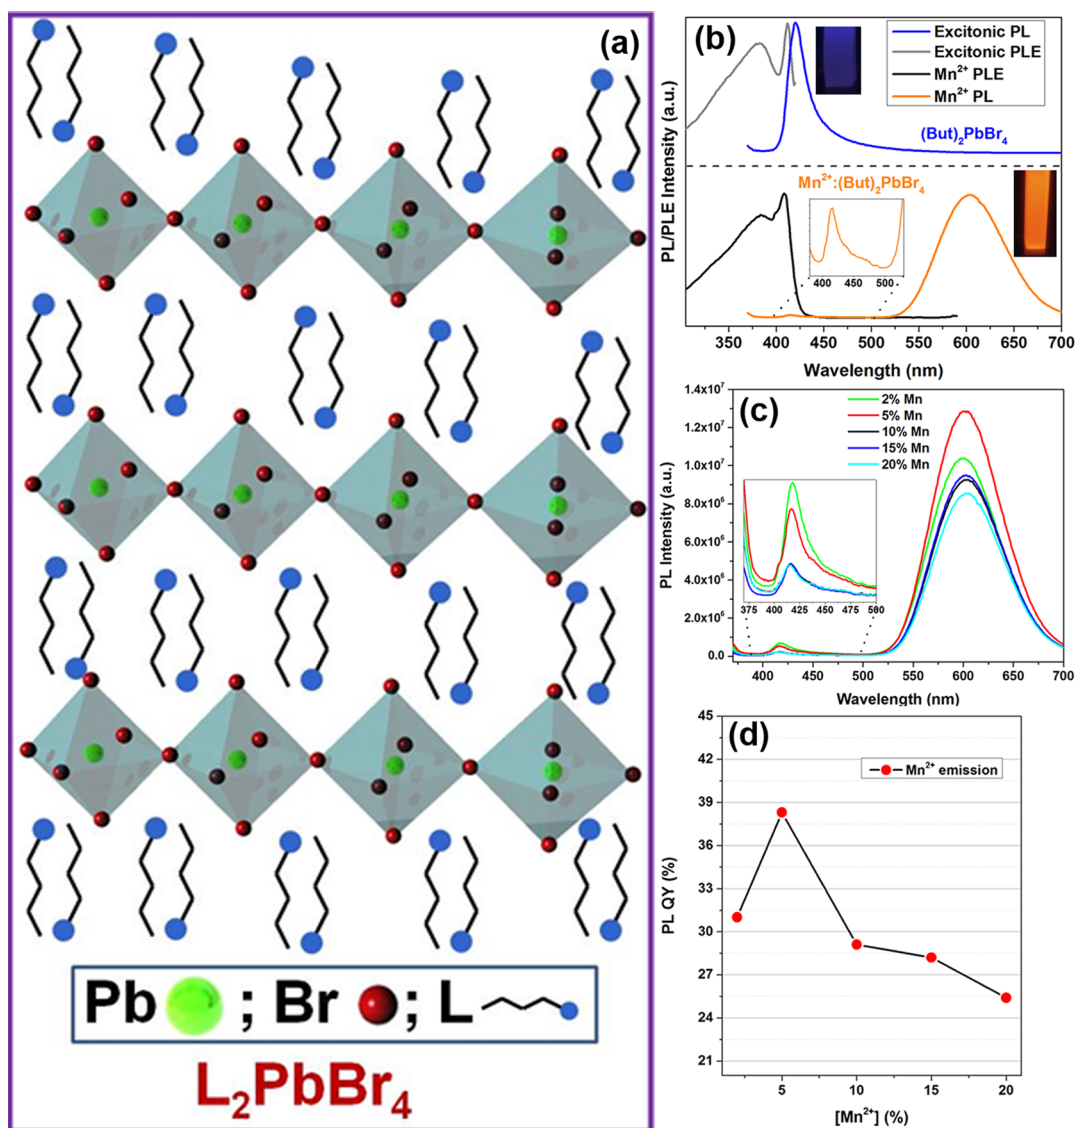 (a)
Pb ; Br ; L
L₂PbBr₄
(b)
Excitonic PL
Excitonic PLE
Mn²⁺ PLE
Mn²⁺ PL
(But)₂PbBr₄
Mn²⁺:(But)₂PbBr₄
400 450 500
PL/PLE Intensity (a.u.)
350 400 450 500 550 600 650 700
Wavelength (nm)
(c)
2% Mn
5% Mn
10% Mn
15% Mn
20% Mn
1.4x10⁷
1.2x10⁷
1.0x10⁷
8.0x10⁶
6.0x10⁶
4.0x10⁶
2.0x10⁶
0.0
PL Intensity (a.u.)
375 400 425 450 475 500
400 450 500 550 600 650 700
Wavelength (nm)
(d)
Mn²⁺ emission
45
42
39
36
33
30
27
24
21
PL QY (%)
5 10 15 20
[Mn²⁺] (%)